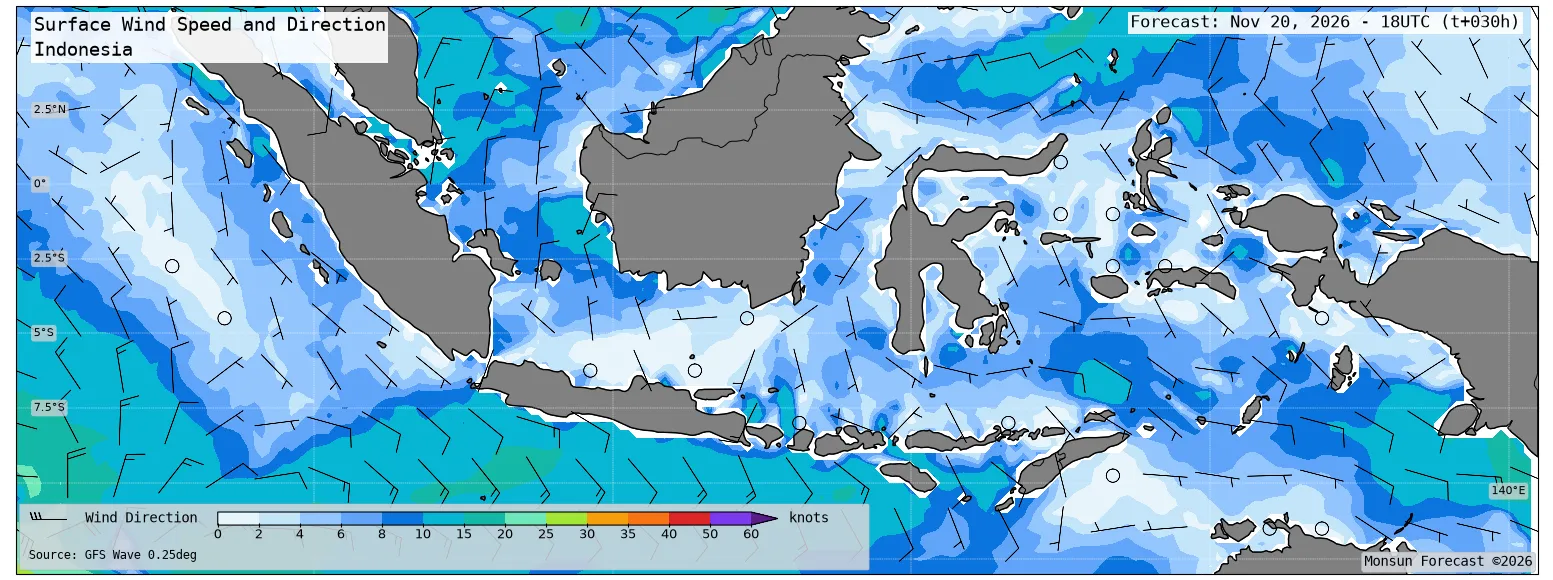 Surface Wind Speed and Direction
Indonesia
Forecast: Nov 20, 2026 - 18UTC (t+030h)
2.5°N
0°
2.5°S
5°S
7.5°S
140°E
Wind Direction
0 2 4 6 8 10 15 20 25 30 35 40 50 60
knots
Source: GFS Wave 0.25deg
Monsun Forecast ©2026